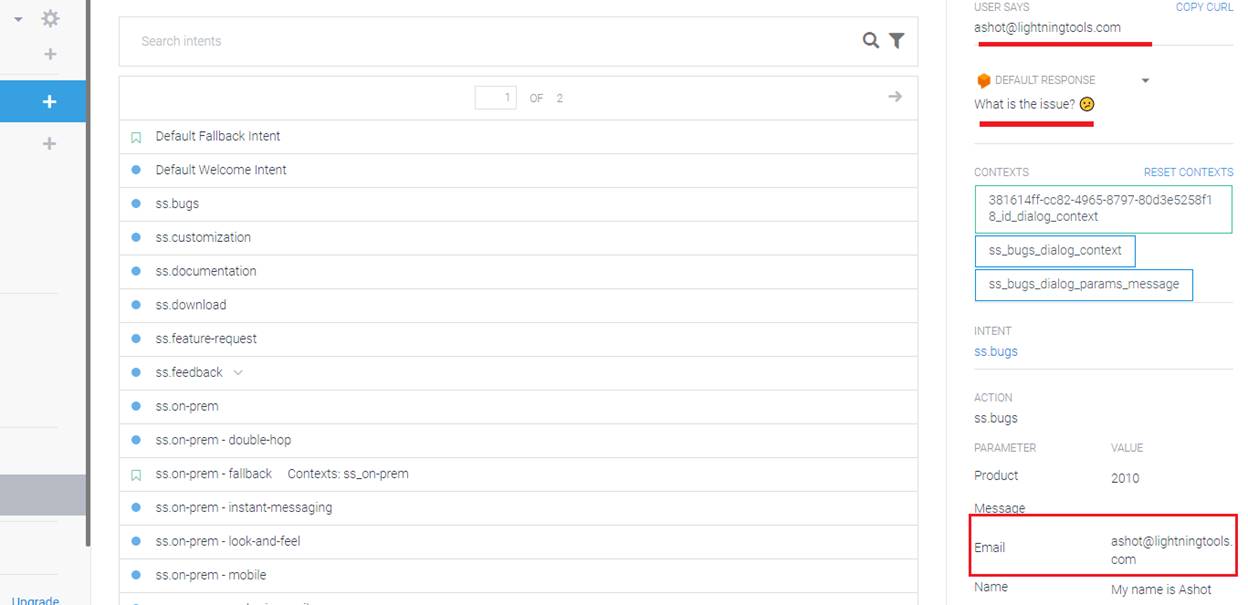 Search intents
1 OF 2
Default Fallback Intent
Default Welcome Intent
ss.bugs
ss.customization
ss.documentation
ss.download
ss.feature-request
ss.feedback
ss.on-prem
ss.on-prem - double-hop
ss.on-prem - fallback Contexts: ss_on-prem
ss.on-prem - instant-messaging
ss.on-prem - look-and-feel
ss.on-prem - mobile
Upgrade
USER SAYS COPY CURL
ashot@lightningtools.com
DEFAULT RESPONSE
What is the issue? 😕
CONTEXTS RESET CONTEXTS
381614ff-cc82-4965-8797-80d3e5258f1
8_id_dialog_context
ss_bugs_dialog_context
ss_bugs_dialog_params_message
INTENT
ss.bugs
ACTION
ss.bugs
PARAMETER VALUE
Product 2010
Message
Email ashot@lightningtools.
com
Name My name is Ashot